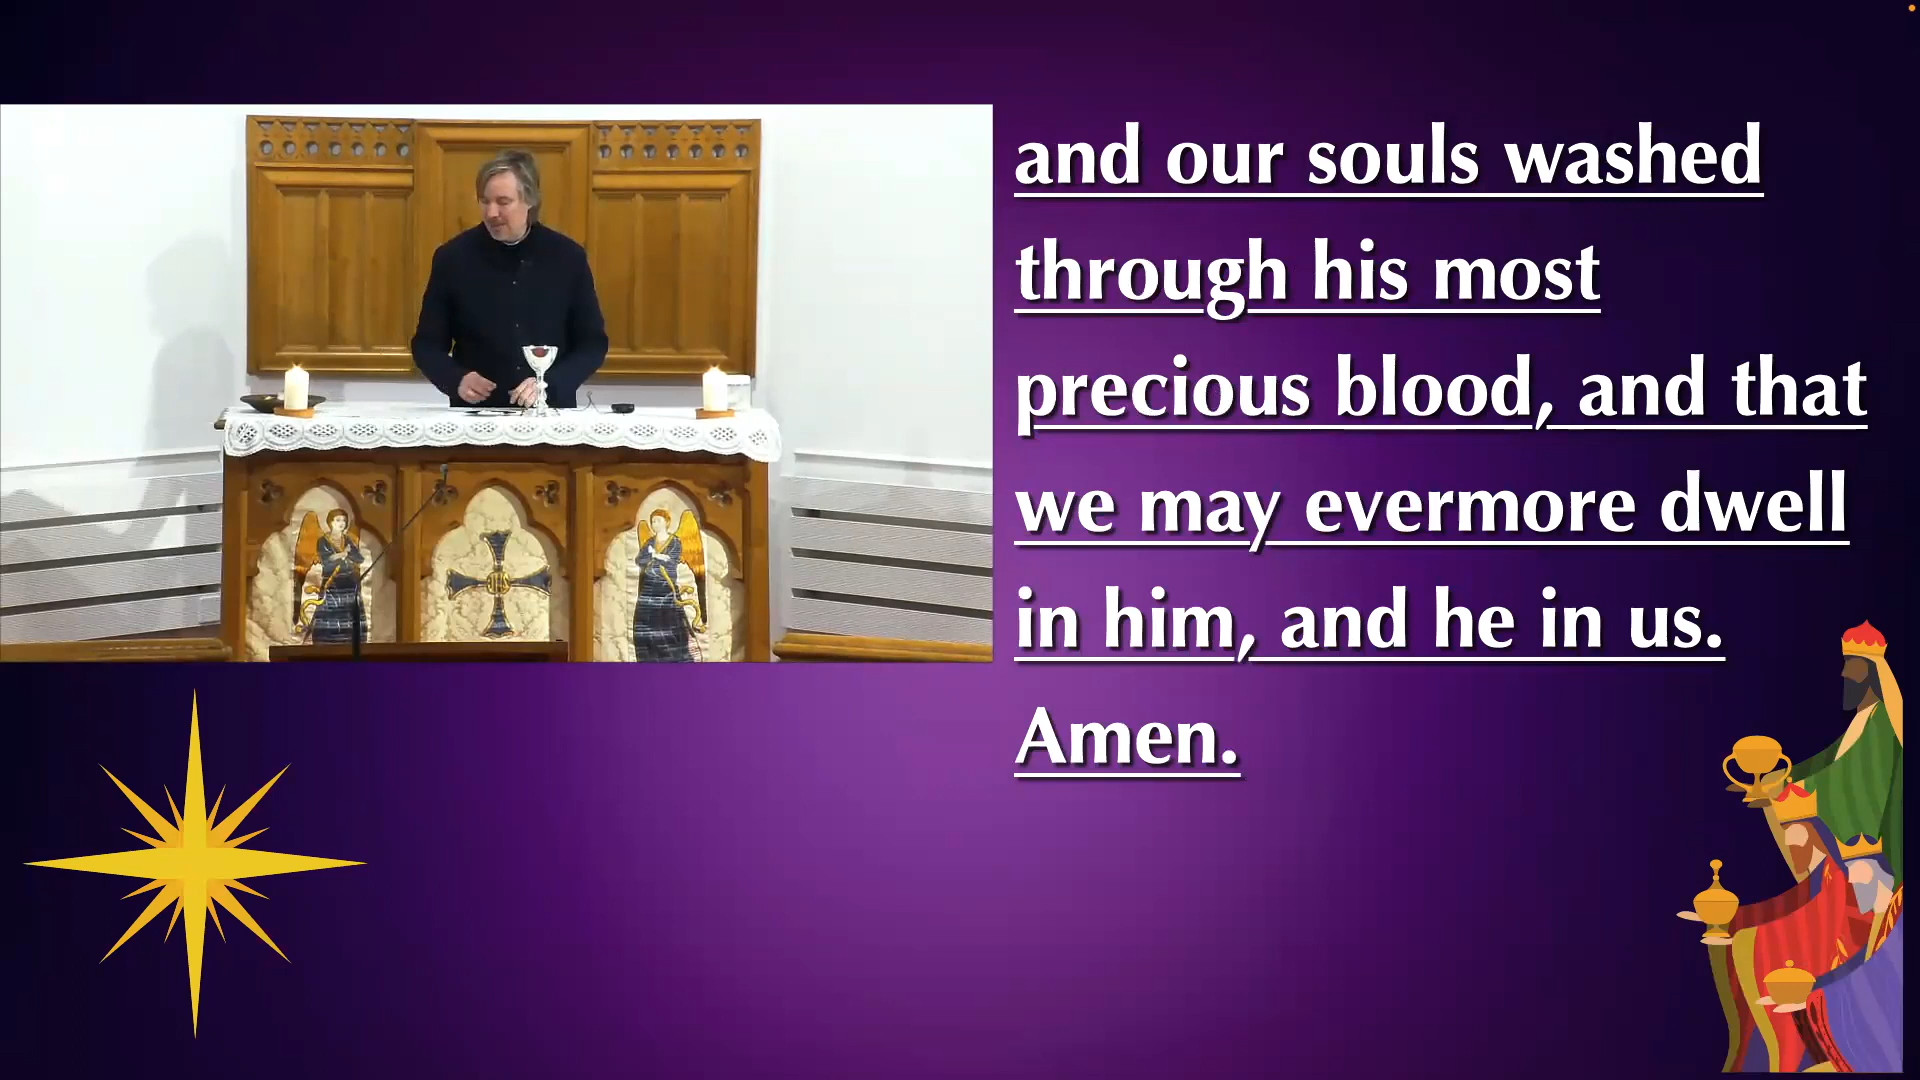 and our souls washed
through his most
precious blood, and that
we may evermore dwell
in him, and he in us.
Amen.
IHS